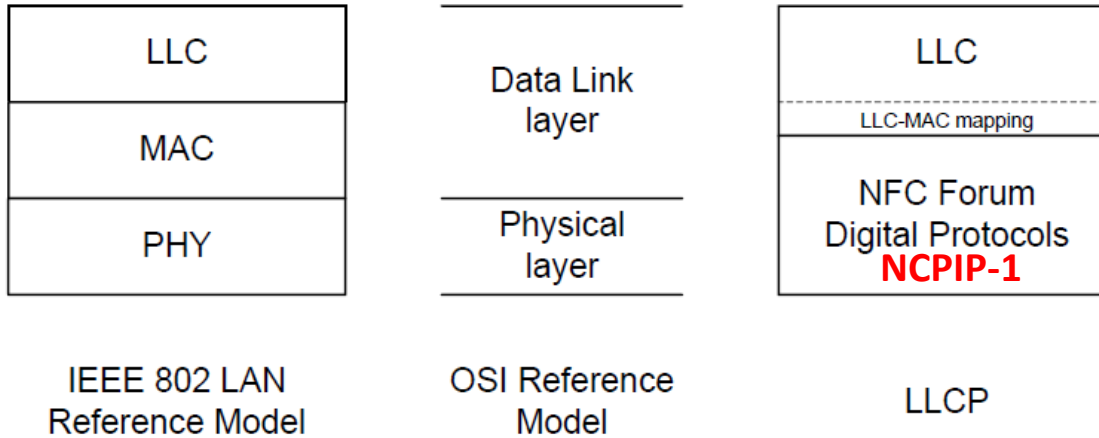 LLC
MAC
PHY
IEEE 802 LAN
Reference Model
Data Link
layer
Physical
layer
OSI Reference
Model
LLC
LLC-MAC mapping
NFC Forum
Digital Protocols
NCPIP-1
LLCP